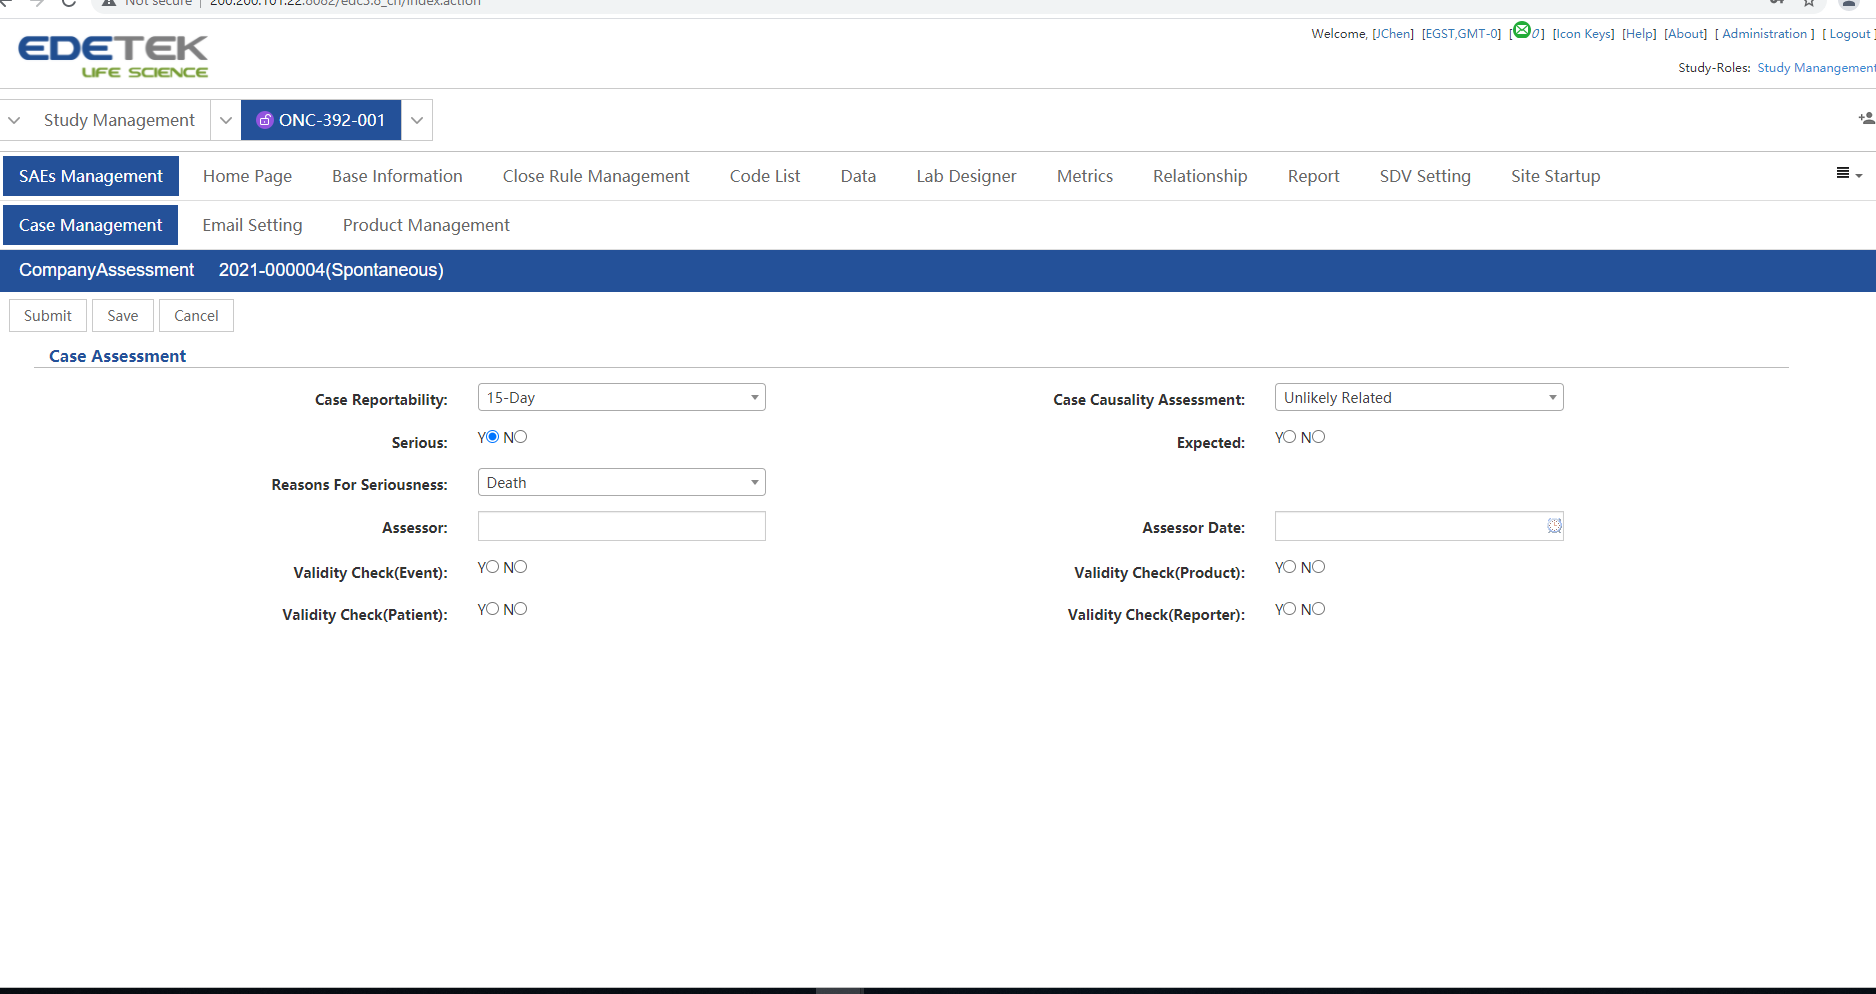 Not secure | 200.200.101.22:8082/edc3.8_cn/index.action
EDETEK
LIFE SCIENCE
Welcome, [JChen] [EGST,GMT-0] [0] [Icon Keys] [Help] [About] [ Administration ] [ Logout ]
Study-Roles: Study Manangement
Study Management
ONC-392-001
SAEs Management Home Page Base Information Close Rule Management Code List Data Lab Designer Metrics Relationship Report SDV Setting Site Startup
Case Management Email Setting Product Management
CompanyAssessment 2021-000004(Spontaneous)
Submit Save Cancel
Case Assessment
Case Reportability: 15-Day Case Causality Assessment: Unlikely Related
Serious: Y N Expected: Y N
Reasons For Seriousness: Death
Assessor: Assessor Date:
Validity Check(Event): Y N Validity Check(Product): Y N
Validity Check(Patient): Y N Validity Check(Reporter): Y N